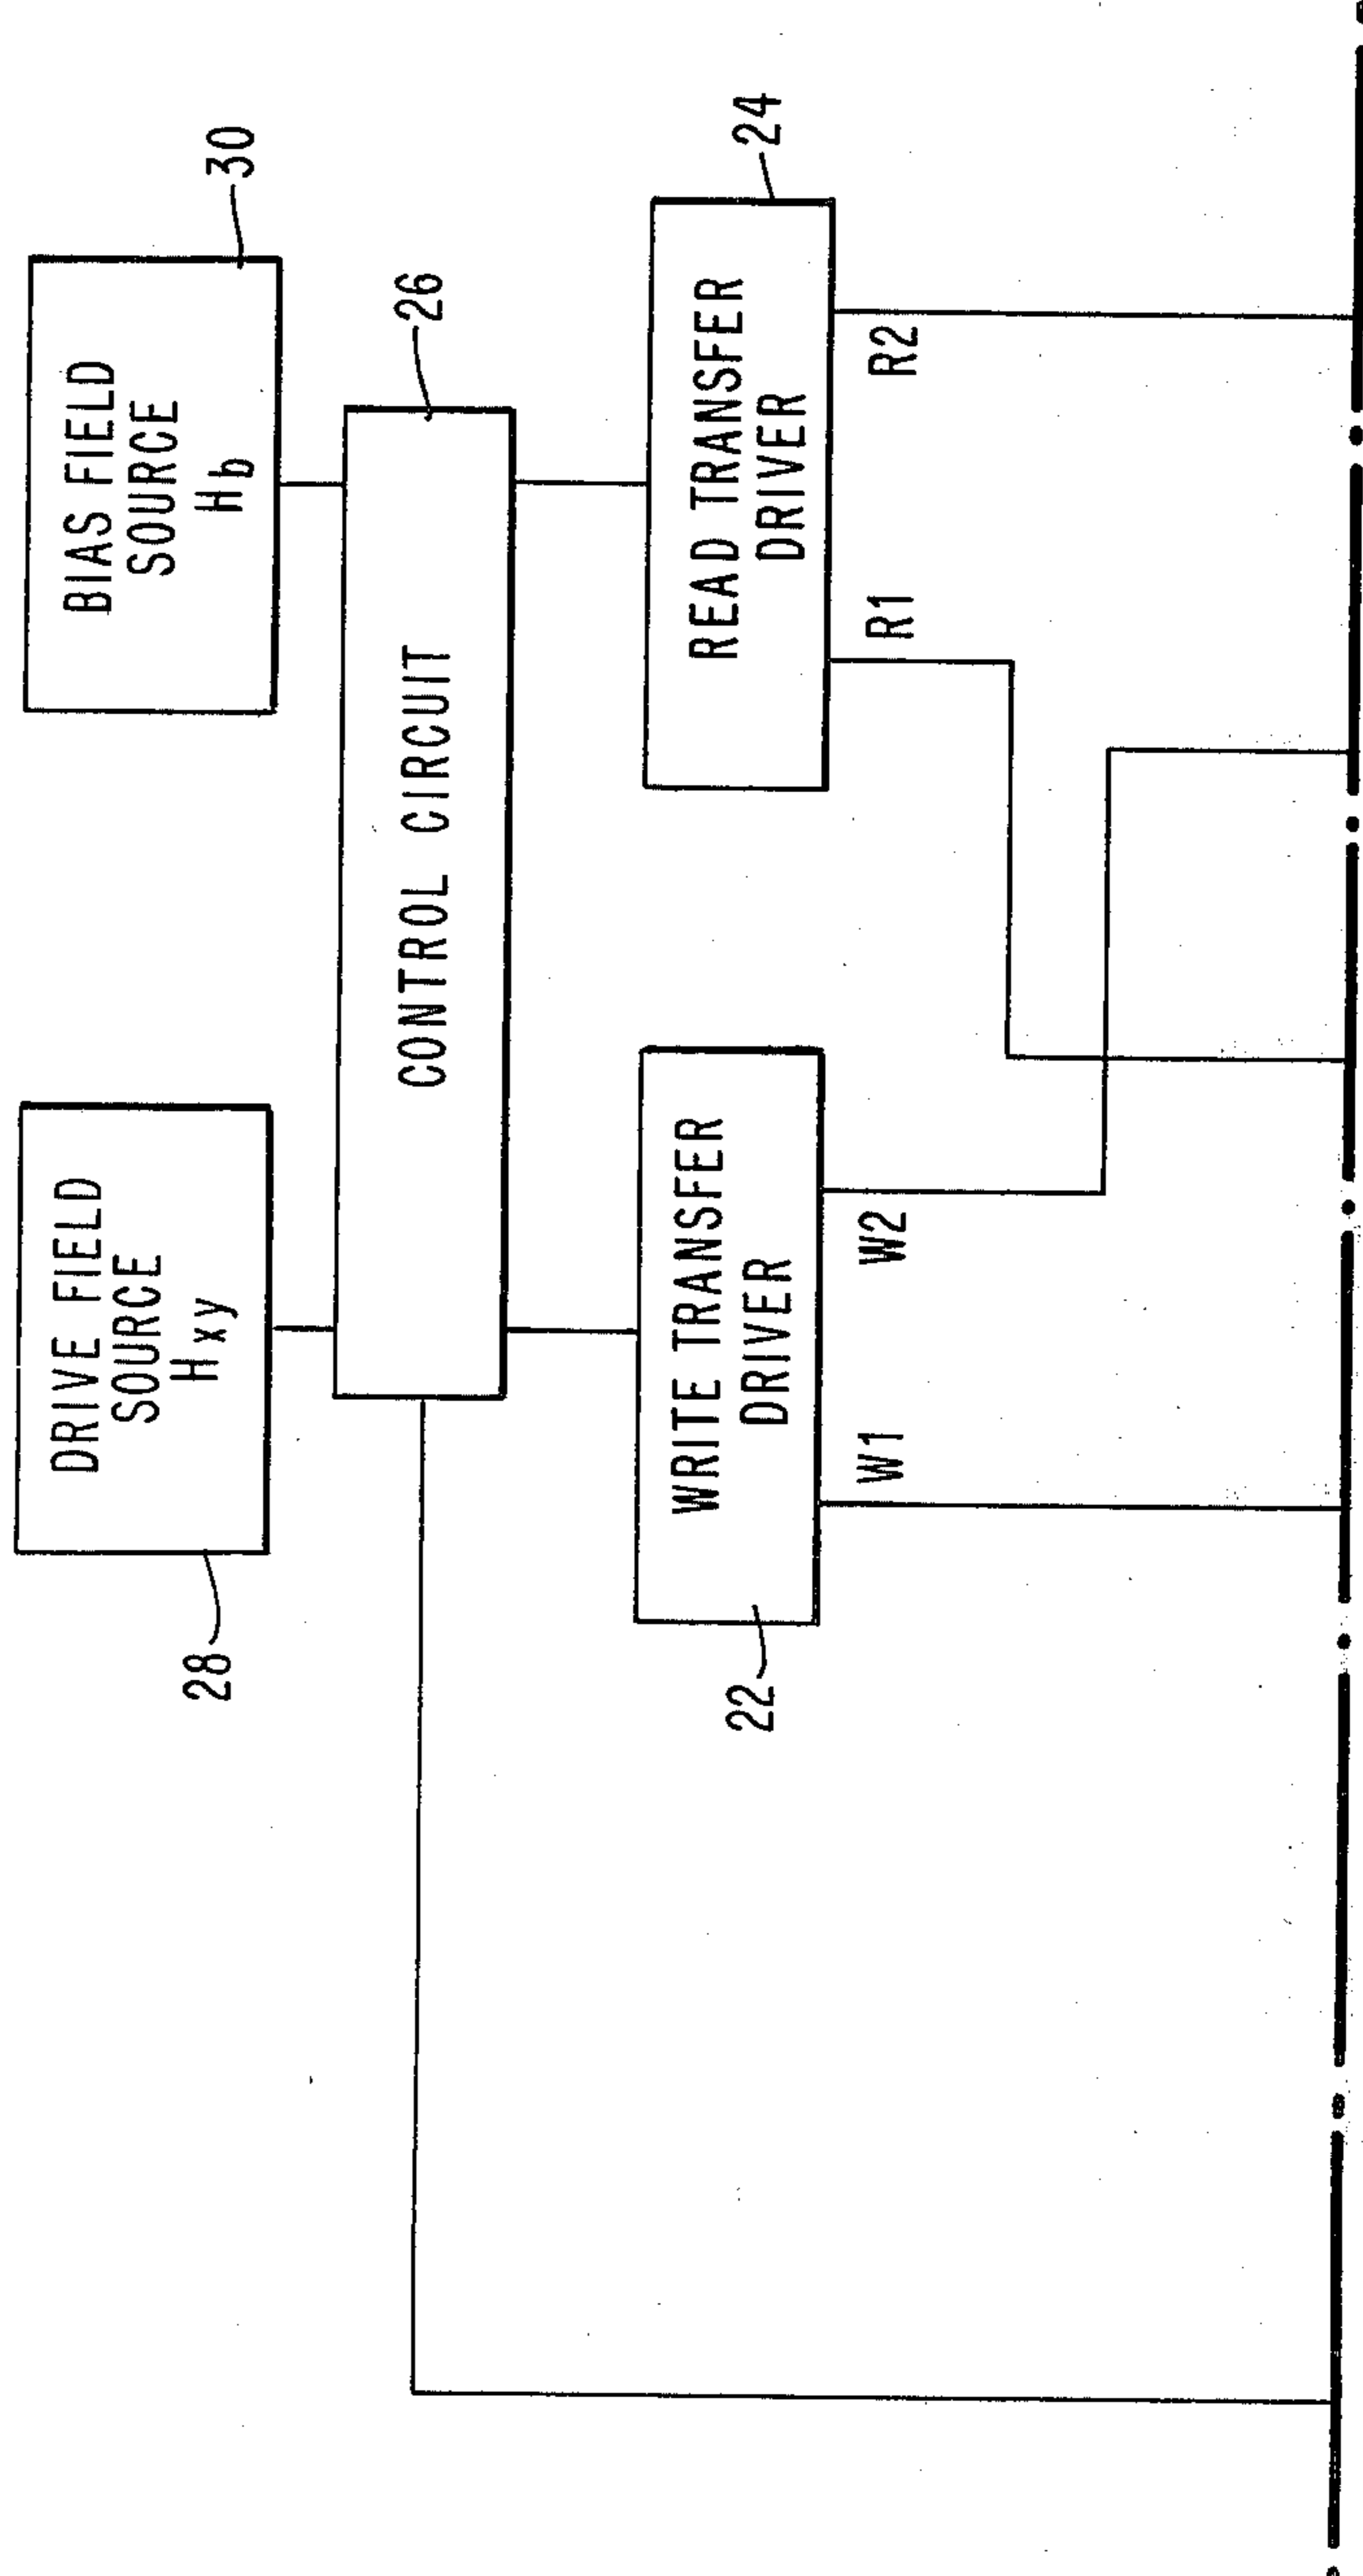 DRIVE FIELD
SOURCE
Hxy
28
BIAS FIELD
SOURCE
Hb
30
CONTROL CIRCUIT
26
WRITE TRANSFER
DRIVER
22
READ TRANSFER
DRIVER
24
W1
W2
R1
R2